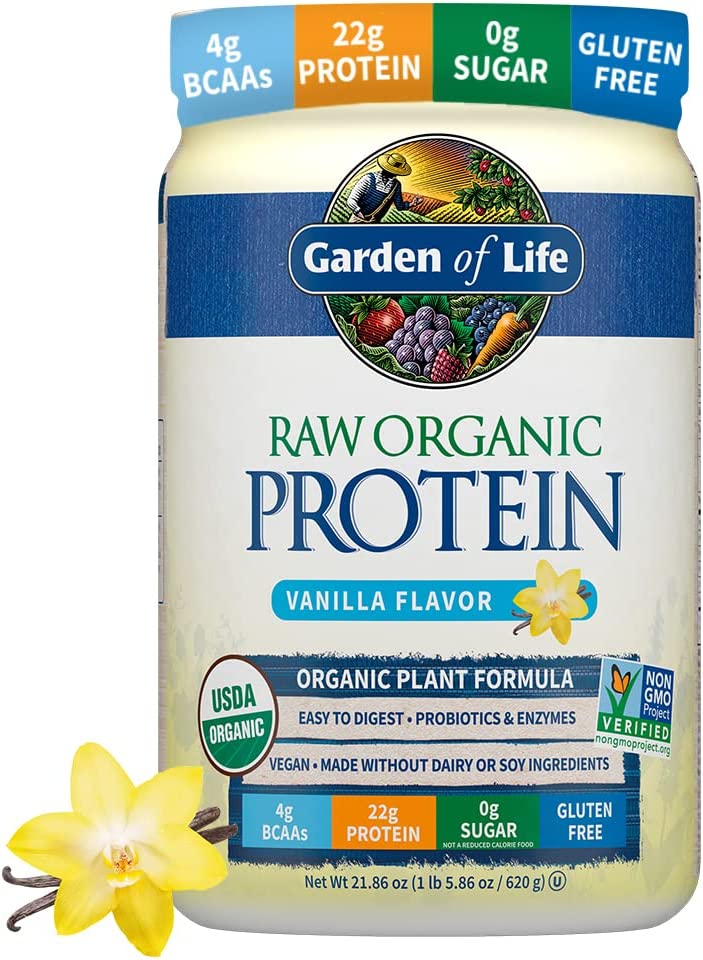 4g
BCAAs
22g
PROTEIN
0g
SUGAR
GLUTEN
FREE
Garden of Life
RAW ORGANIC
PROTEIN
VANILLA FLAVOR
USDA
ORGANIC
ORGANIC PLANT FORMULA
EASY TO DIGEST • PROBIOTICS & ENZYMES
VEGAN • MADE WITHOUT DAIRY OR SOY INGREDIENTS
NON
GMO
Project
VERIFIED
nongmoproject.org
4g
BCAAs
22g
PROTEIN
0g
SUGAR
NOT A REDUCED CALORIE FOOD
GLUTEN
FREE
Net Wt 21.86 oz (1 lb 5.86 oz / 620 g) U